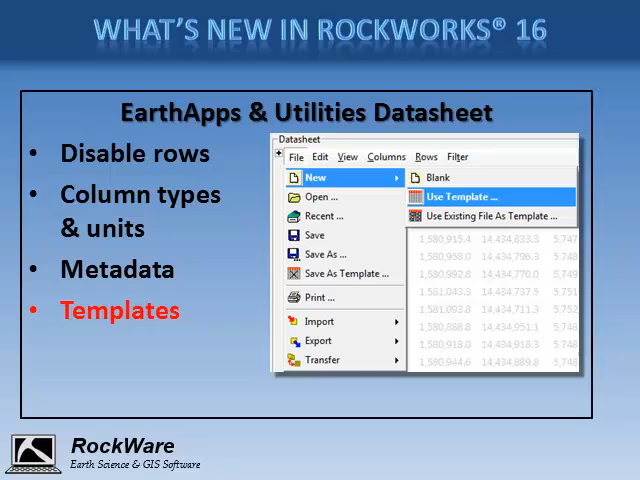 WHAT'S NEW IN ROCKWORKS® 16
EarthApps & Utilities Datasheet
• Disable rows
• Column types
& units
• Metadata
• Templates
Datasheet
File Edit View Columns Rows Filter
New
Open ...
Recent ...
Save
Save As ...
Save As Template ...
Print ...
Import
Export
Transfer
Blank
Use Template ...
Use Existing File As Template ...
1,580,915.4 14,434,633.3 5,747
1,580,958.0 14,434,796.3 5,748
1,580,992.8 14,434,770.0 5,749
1,581,043.3 14,434,737.5 5,751
1,581,093.8 14,434,711.3 5,752
1,580,888.8 14,434,951.1 5,748
1,580,918.0 14,434,918.3 5,748
1,580,944.6 14,434,889.8 5,748
RockWare
Earth Science & GIS Software